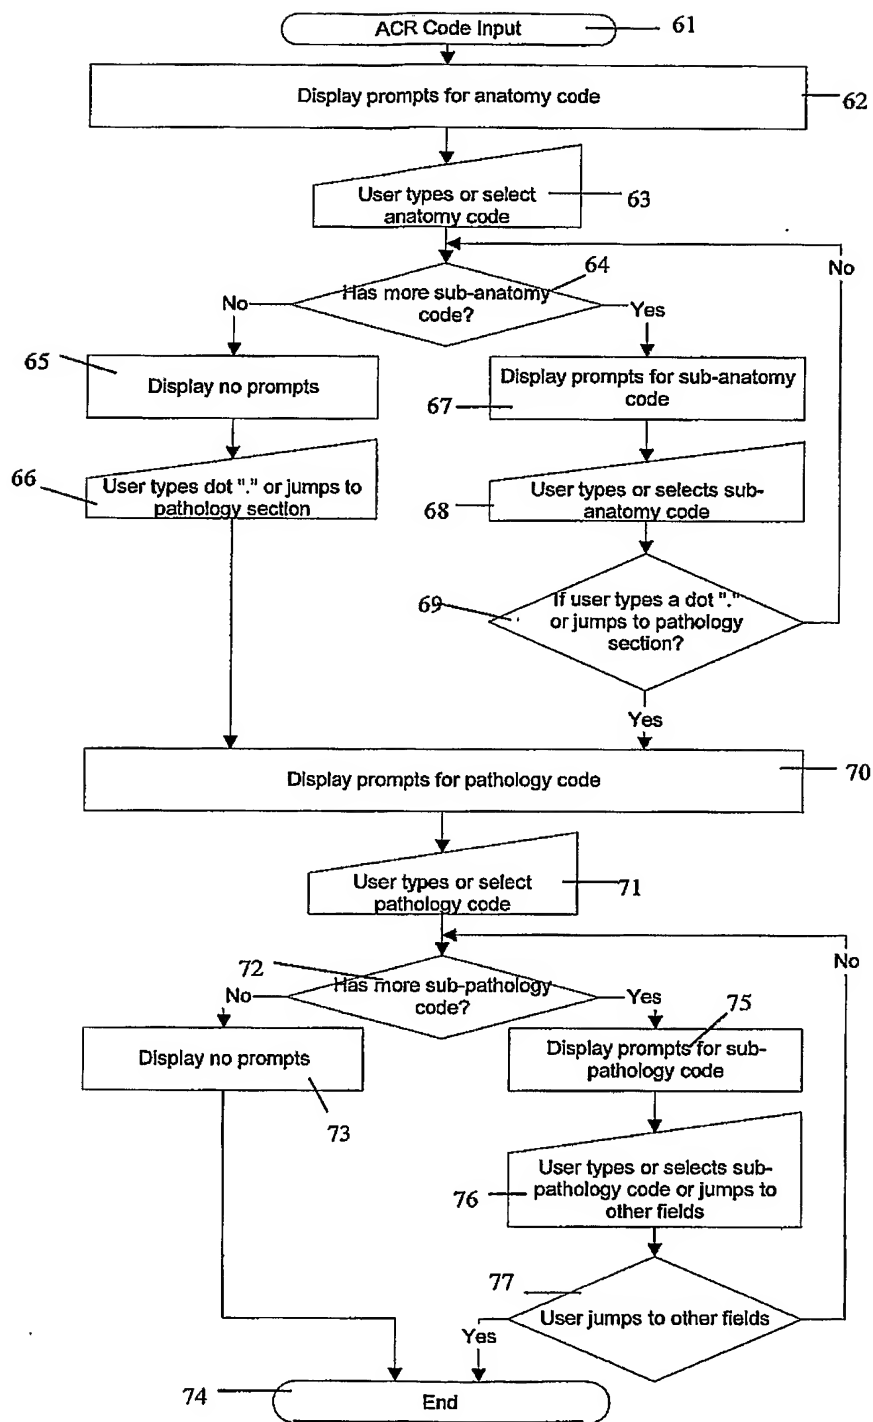 ACR Code Input
61
Display prompts for anatomy code
62
User types or select
anatomy code
63
No
64
Has more sub-anatomy
code?
No
Yes
65
Display no prompts
Display prompts for sub-anatomy
code
67
66
User types dot "." or jumps to
pathology section
User types or selects sub-
anatomy code
68
69
If user types a dot "."
or jumps to pathology
section?
Yes
Display prompts for pathology code
70
User types or select
pathology code
71
No
72
Has more sub-pathology
code?
No
Yes
75
Display no prompts
73
Display prompts for sub-
pathology code
User types or selects sub-
pathology code or jumps to
other fields
76
77
User jumps to other fields
Yes
74
End